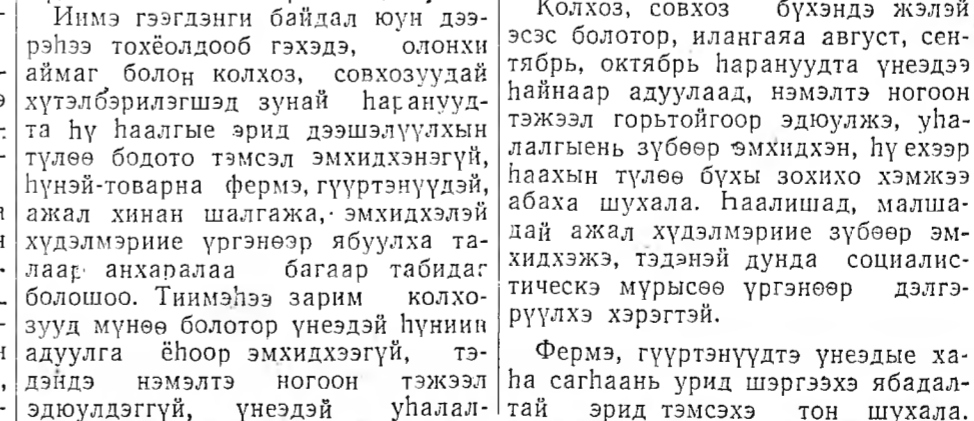 Иимэ гээгдэнги байдал юун дээ-
рэһээ тохёолдооб гэхэдэ, олонхи
аймаг болон колхоз, совхозуудай
хүтэлбэрилэгшэд зунай һаранууд-
та һү һаалгые эрид дээшэлүүлхын
түлөө бодото тэмсэл эмхидхэнэгүй,
һүнэй-товарна фермэ, гүүртэнүүдэй,
ажал хинан шалгажа, эмхидхэлэй
хүдэлмэриие үргэнөөр ябуулха та-
лаар анхаралаа багаар табидаг
болошоо. Тиимэһээ зарим колхо-
зууд мүнөө болотор үнеэдэй һүниин
адуулга ёһоор эмхидхээгүй, тэ-
дэндэ нэмэлтэ ногоон тэжээл
эдюулдэггүй, үнеэдэй уһалал-
Колхоз, совхоз бүхэндэ жэлэй
эсэс болотор, илангаяа август, сен-
тябрь, октябрь һарануудта үнеэдээ
һайнаар адуулаад, нэмэлтэ ногоон
тэжээл горьтойгоор эдюулжэ, уһа-
лалгыень зүбөөр эмхидхэн, һү ехээр
һаахын түлөө бүхы зохихо хэмжээ
абаха шухала. Һаалишад, малша-
дай ажал хүдэлмэриие зүбөөр эм-
хидхэжэ, тэдэнэй дунда социалис-
тическэ мүрысөө үргэнөөр дэлгэ-
рүүлхэ хэрэгтэй.
Фермэ, гүүртэнүүдтэ үнеэдые ха-
һа сагһаань урид шэргээхэ ябадал-
тай эрид тэмсэхэ тон шухала.